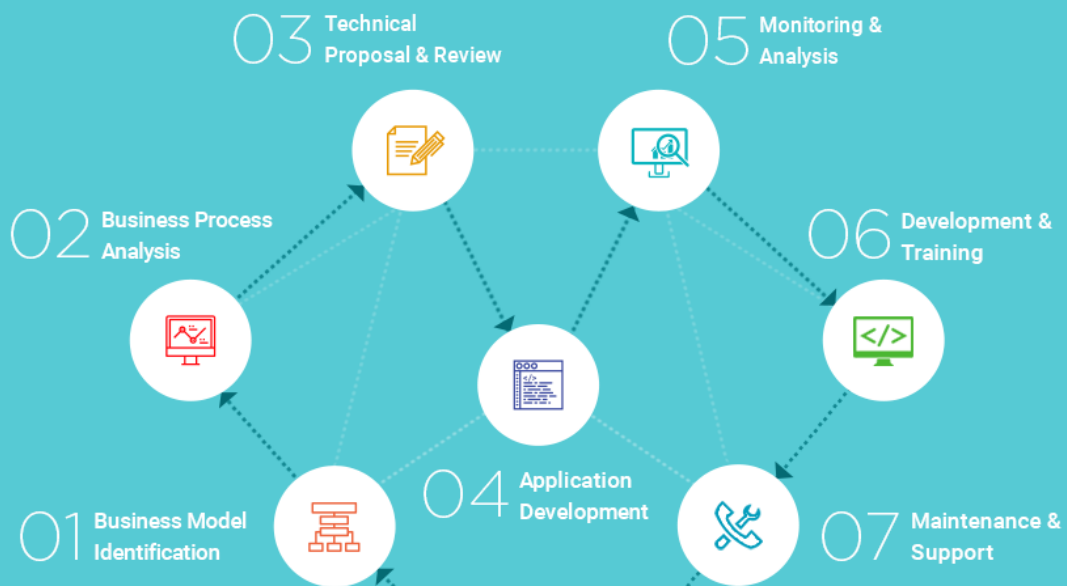 03 Technical
Proposal & Review
05 Monitoring &
Analysis
02 Business Process
Analysis
06 Development &
Training
</>
</>
04 Application
Development
01 Business Model
Identification
07 Maintenance &
Support